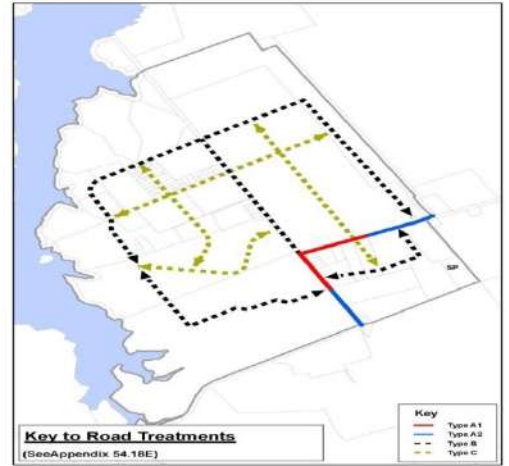 SP
Key to Road Treatments
(SeeAppendix 54.18E)
Key
Type A1
Type A2
Type B
Type C